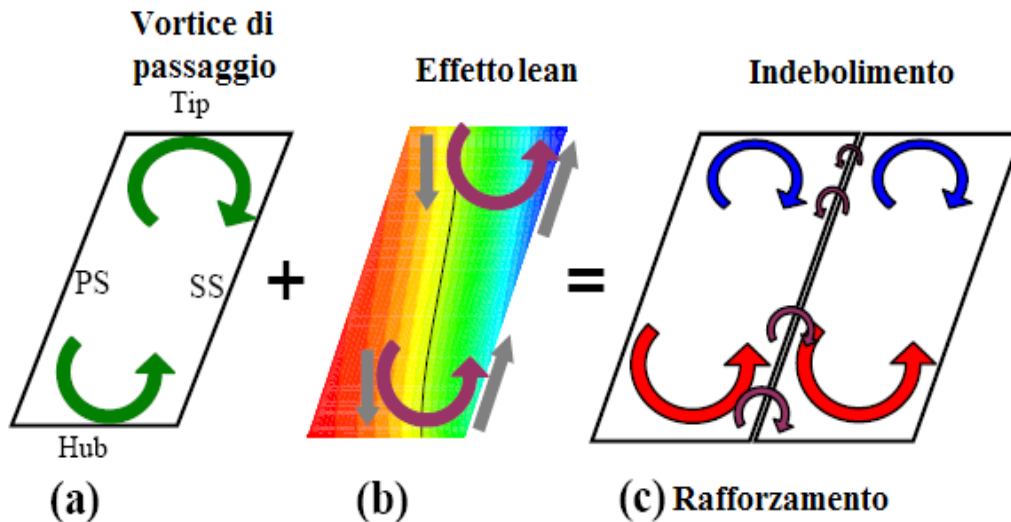 Vortice di
passaggio
Tip
PS
SS
Hub
(a)
+
Effetto lean
(b)
=
Indebolimento
(c) Rafforzamento